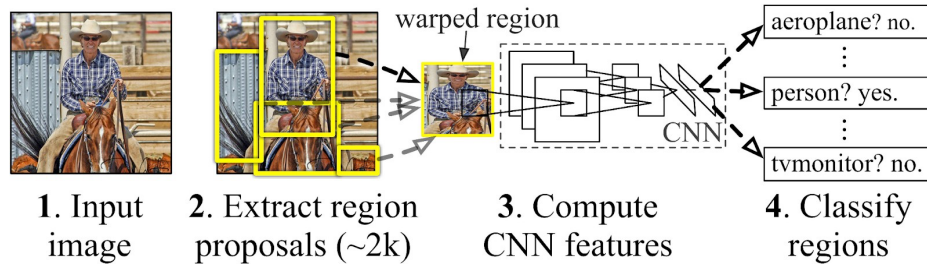 warped region
aeroplane? no.
⋮
person? yes.
⋮
tvmonitor? no.
CNN
1. Input
image
2. Extract region
proposals (~2k)
3. Compute
CNN features
4. Classify
regions